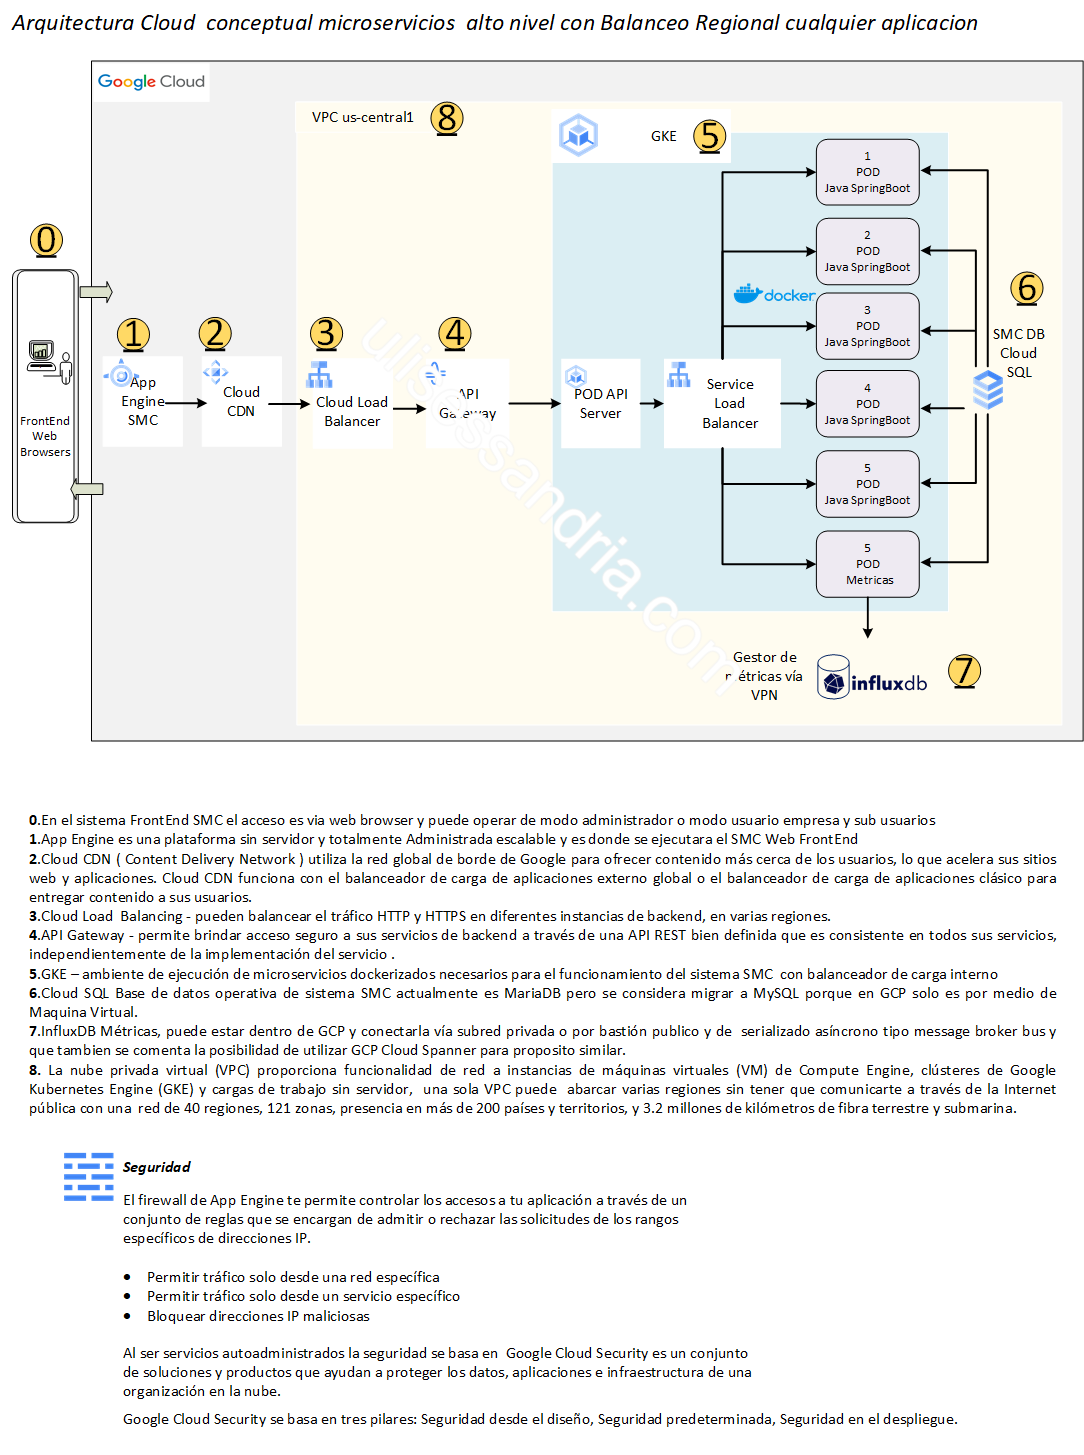 Arquitectura Cloud  conceptual microservicios  alto nivel con Balanceo Regional cualquier aplicacion
Google Cloud
VPC us-central1
8
GKE
5
1
POD
Java SpringBoot
2
POD
Java SpringBoot
docker
3
POD
Java SpringBoot
4
POD
Java SpringBoot
5
POD
Java SpringBoot
5
POD
Metricas
6
SMC DB
Cloud
SQL
0
FrontEnd
Web
Browsers
1
App
Engine
SMC
2
Cloud
CDN
3
Cloud Load
Balancer
4
API
Gateway
POD API
Server
Service
Load
Balancer
Gestor de
métricas vía
VPN
influxdb
7
ulisessandria.com
0.En el sistema FrontEnd SMC el acceso es via web browser y puede operar de modo administrador o modo usuario empresa y sub usuarios
1.App Engine es una plataforma sin servidor y totalmente Administrada escalable y es donde se ejecutara el SMC Web FrontEnd
2.Cloud CDN ( Content Delivery Network ) utiliza la red global de borde de Google para ofrecer contenido más cerca de los usuarios, lo que acelera sus sitios
web y aplicaciones. Cloud CDN funciona con el balanceador de carga de aplicaciones externo global o el balanceador de carga de aplicaciones clásico para
entregar contenido a sus usuarios.
3.Cloud Load  Balancing - pueden balancear el tráfico HTTP y HTTPS en diferentes instancias de backend, en varias regiones.
4.API Gateway - permite brindar acceso seguro a sus servicios de backend a través de una API REST bien definida que es consistente en todos sus servicios,
independientemente de la implementación del servicio .
5.GKE – ambiente de ejecución de microservicios dockerizados necesarios para el funcionamiento del sistema SMC  con balanceador de carga interno
6.Cloud SQL Base de datos operativa de sistema SMC actualmente es MariaDB pero se considera migrar a MySQL porque en GCP solo es por medio de
Maquina Virtual.
7.InfluxDB Métricas, puede estar dentro de GCP y conectarla vía subred privada o por bastión publico y de  serializado asíncrono tipo message broker bus y
que tambien se comenta la posibilidad de utilizar GCP Cloud Spanner para proposito similar.
8. La nube privada virtual (VPC) proporciona funcionalidad de red a instancias de máquinas virtuales (VM) de Compute Engine, clústeres de Google
Kubernetes Engine (GKE) y cargas de trabajo sin servidor,  una sola VPC puede  abarcar varias regiones sin tener que comunicarte a través de la Internet
pública con una  red de 40 regiones, 121 zonas, presencia en más de 200 países y territorios, y 3.2 millones de kilómetros de fibra terrestre y submarina.
Seguridad
El firewall de App Engine te permite controlar los accesos a tu aplicación a través de un
conjunto de reglas que se encargan de admitir o rechazar las solicitudes de los rangos
específicos de direcciones IP.
• Permitir tráfico solo desde una red específica
• Permitir tráfico solo desde un servicio específico
• Bloquear direcciones IP maliciosas
Al ser servicios autoadministrados la seguridad se basa en  Google Cloud Security es un conjunto
de soluciones y productos que ayudan a proteger los datos, aplicaciones e infraestructura de una
organización en la nube.
Google Cloud Security se basa en tres pilares: Seguridad desde el diseño, Seguridad predeterminada, Seguridad en el despliegue.